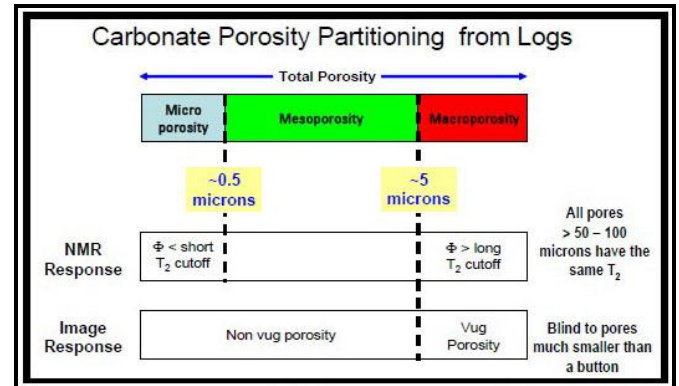 Carbonate Porosity Partitioning from Logs
Total Porosity
Micro
porosity
Mesoporosity
Macroporosity
~0.5
microns
~5
microns
NMR
Response
Φ < short
T₂ cutoff
Φ > long
T₂ cutoff
All pores
> 50 – 100
microns have the
same T₂
Image
Response
Non vug porosity
Vug
Porosity
Blind to pores
much smaller than
a button